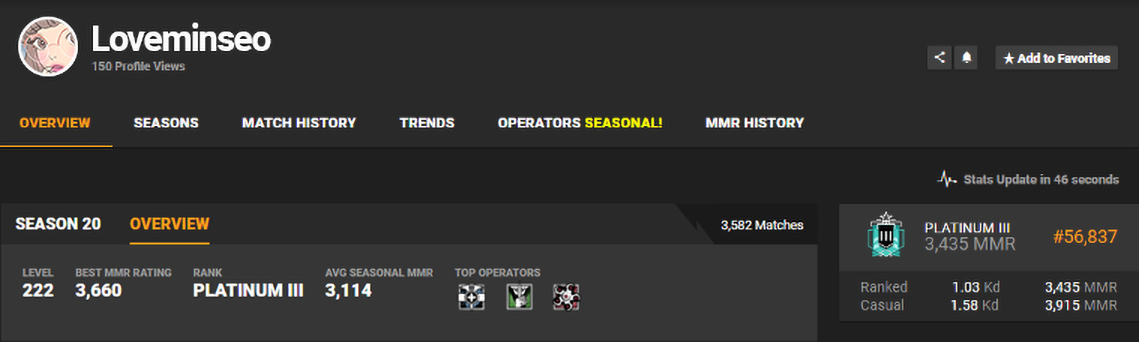 Loveminseo
150 Profile Views
Add to Favorites
OVERVIEW SEASONS MATCH HISTORY TRENDS OPERATORS SEASONAL! MMR HISTORY
Stats Update in 46 seconds
SEASON 20 OVERVIEW 3,582 Matches
LEVEL BEST MMR RATING RANK AVG SEASONAL MMR TOP OPERATORS
222 3,660 PLATINUM III 3,114
III
PLATINUM III
3,435 MMR
#56,837
Ranked 1.03 Kd 3,435 MMR
Casual 1.58 Kd 3,915 MMR